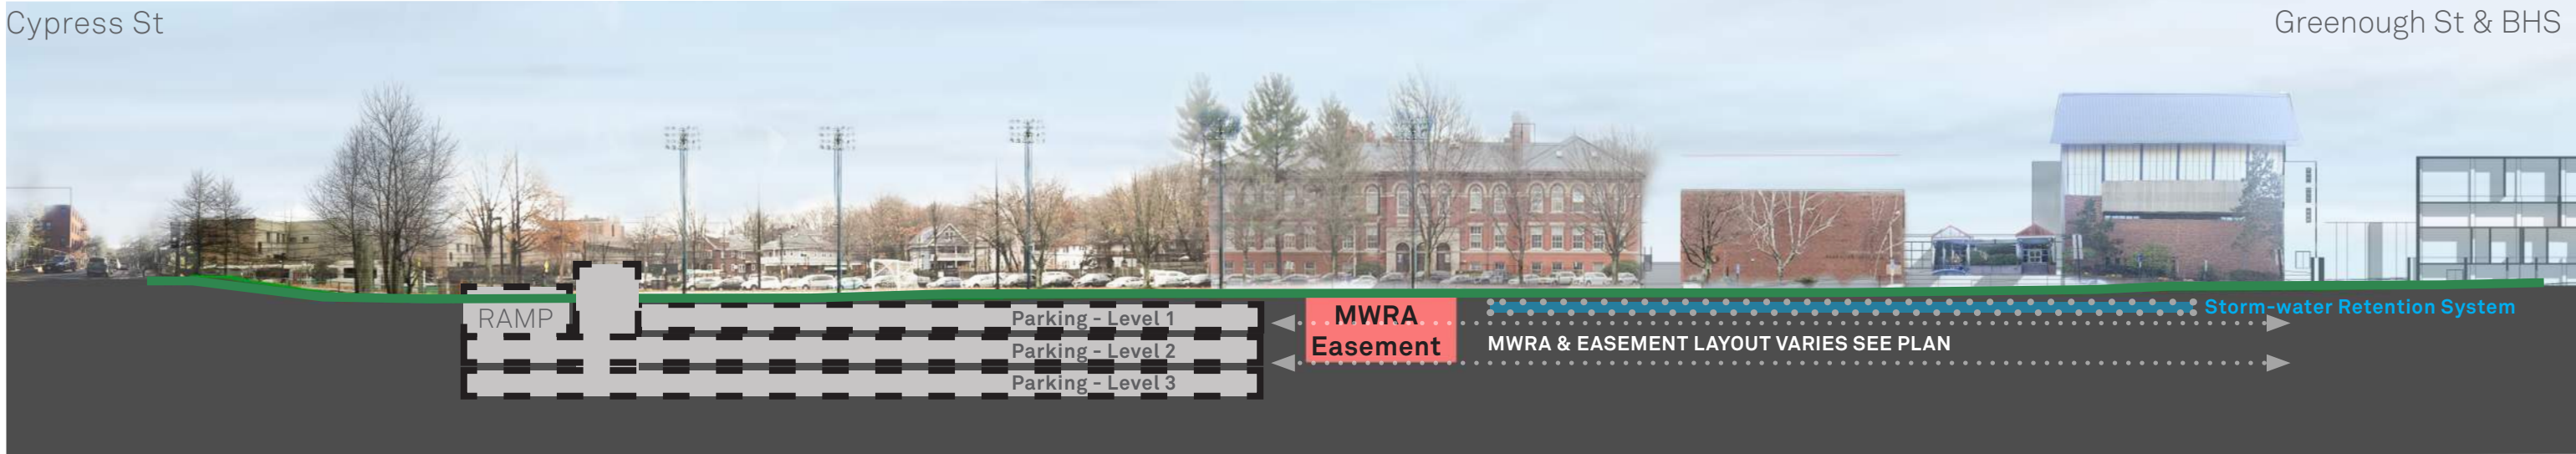 Cypress St
Greenough St & BHS
RAMP
Parking - Level 1
Parking - Level 2
Parking - Level 3
MWRA
Easement
Storm-water Retention System
MWRA & EASEMENT LAYOUT VARIES SEE PLAN